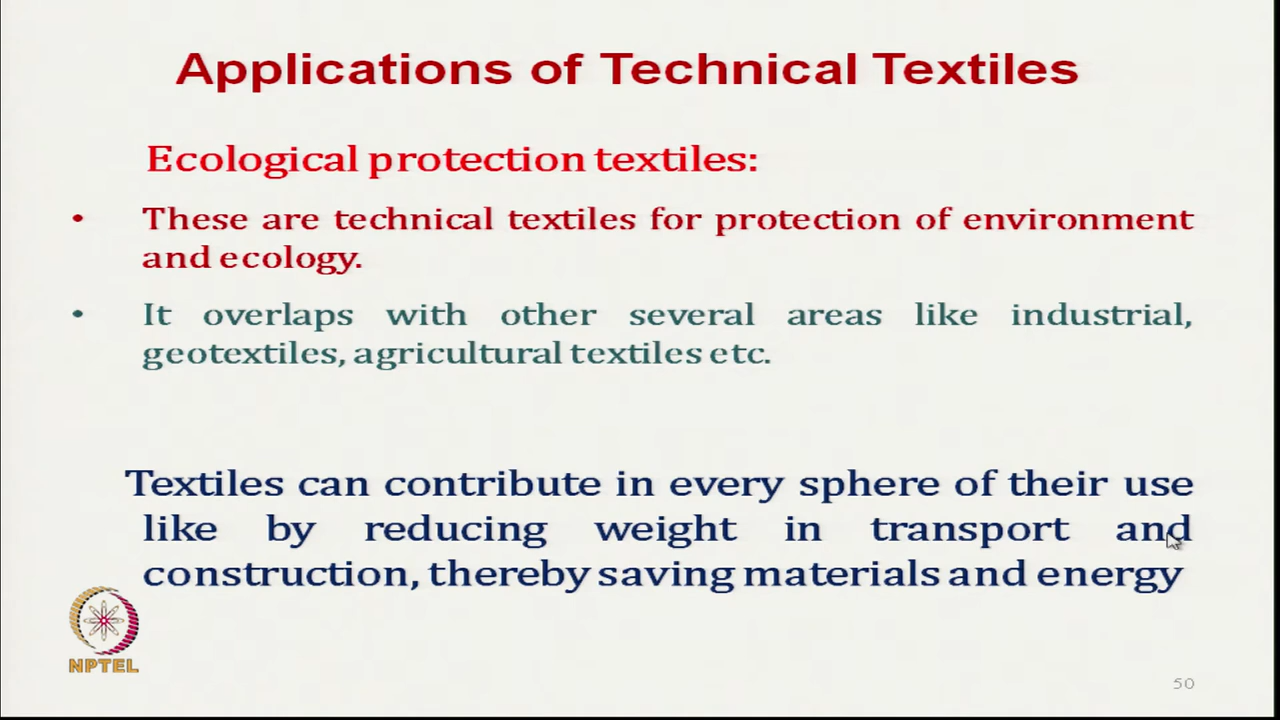 Applications of Technical Textiles
Ecological protection textiles:
• These are technical textiles for protection of environment
and ecology.
• It overlaps with other several areas like industrial,
geotextiles, agricultural textiles etc.
Textiles can contribute in every sphere of their use
like by reducing weight in transport and
construction, thereby saving materials and energy
NPTEL
50